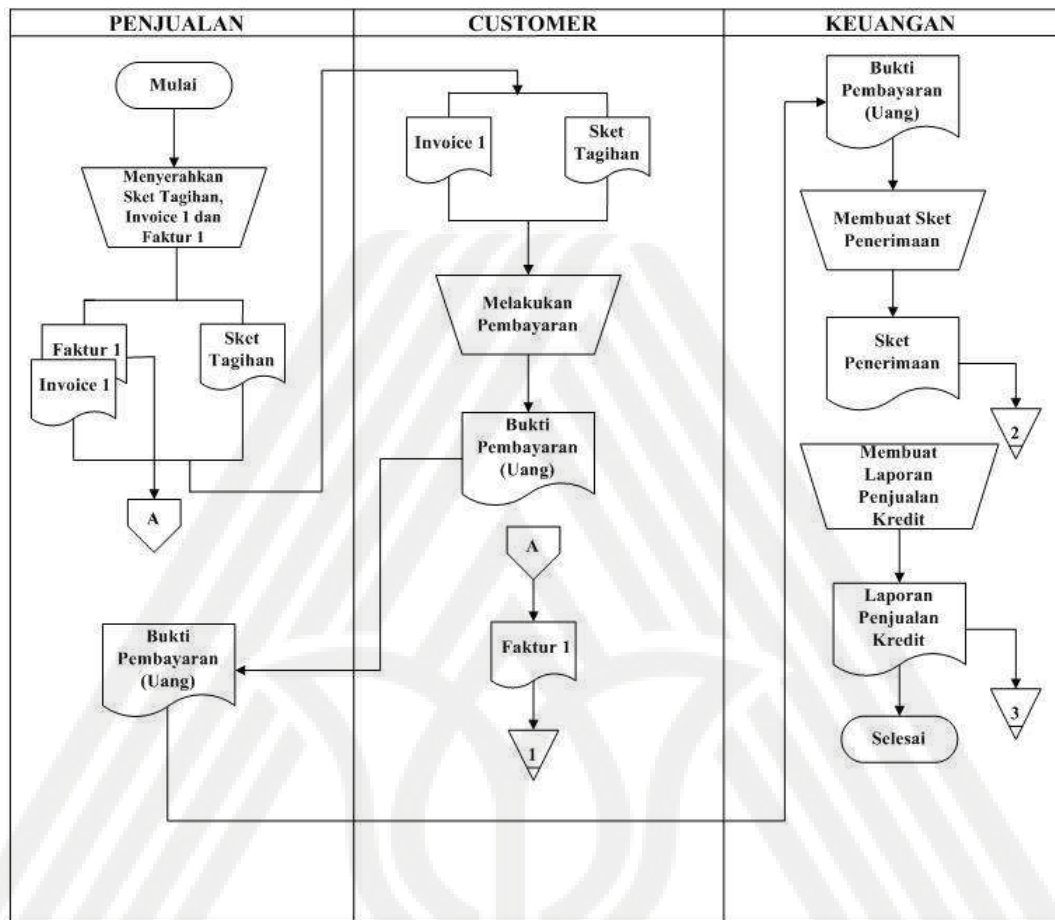 PENJUALAN
CUSTOMER
KEUANGAN
Mulai
Menyerahkan
Sket Tagihan,
Invoice 1 dan
Faktur 1
Faktur 1
Invoice 1
Sket
Tagihan
A
Bukti
Pembayaran
(Uang)
Invoice 1
Sket
Tagihan
Melakukan
Pembayaran
Bukti
Pembayaran
(Uang)
A
Faktur 1
1
Bukti
Pembayaran
(Uang)
Membuat Sket
Penerimaan
Sket
Penerimaan
2
Membuat
Laporan
Penjualan
Kredit
Laporan
Penjualan
Kredit
3
Selesai